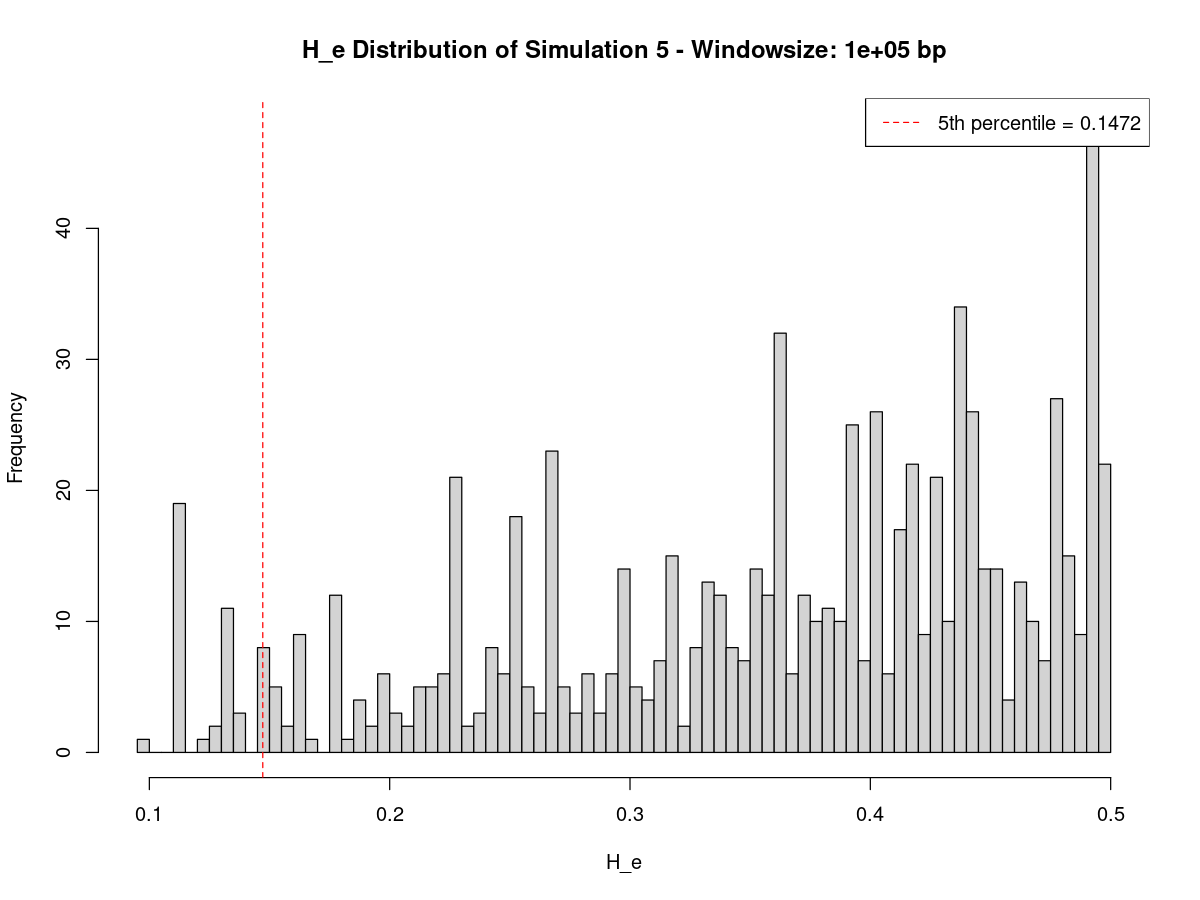 H_e Distribution of Simulation 5 - Windowsize: 1e+05 bp
5th percentile = 0.1472
Frequency
40
30
20
10
0
0.1 0.2 0.3 0.4 0.5
H_e